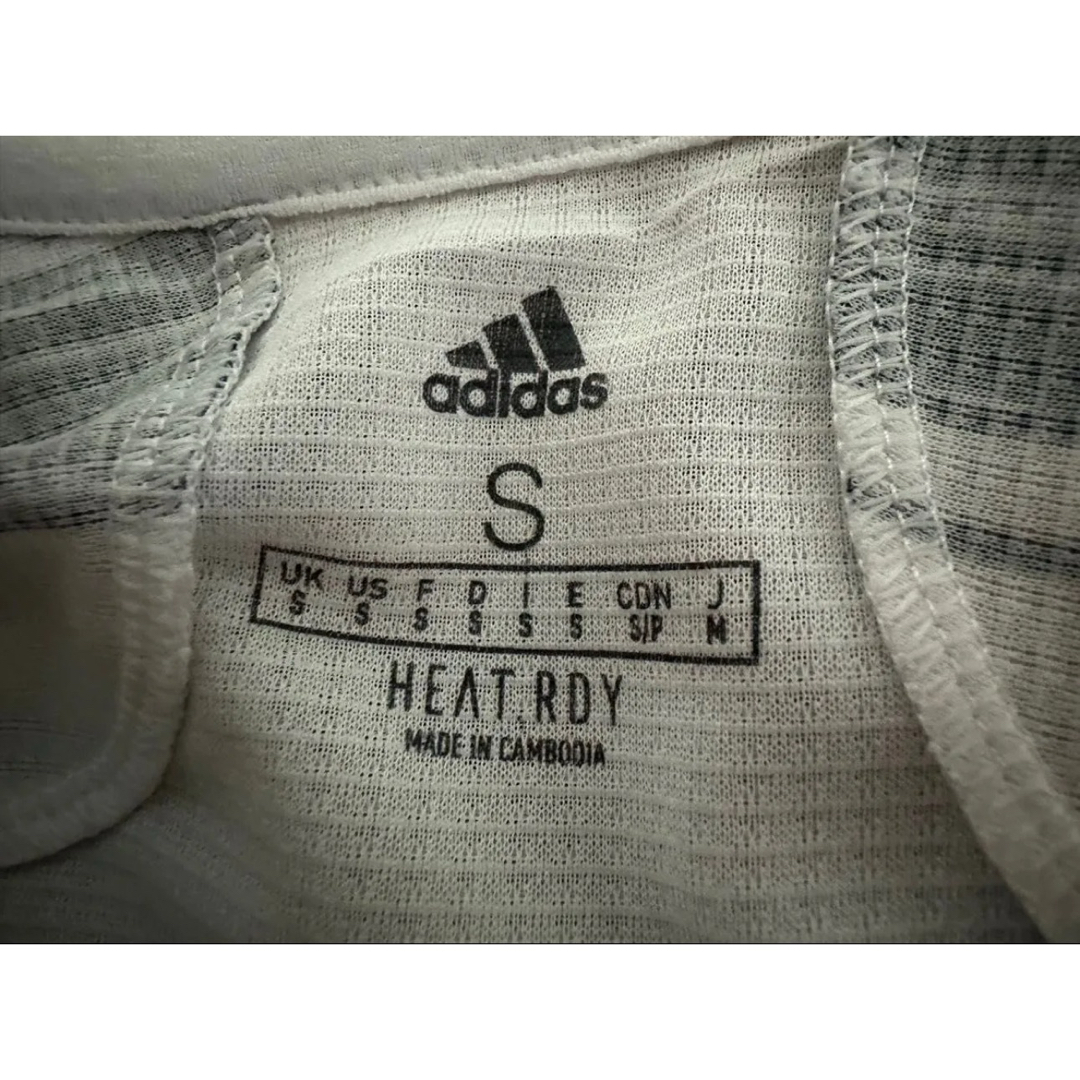 adidas
S
UK US F D I E CDN J
S S S S S S S/P M
HEAT.RDY
MADE IN CAMBODIA